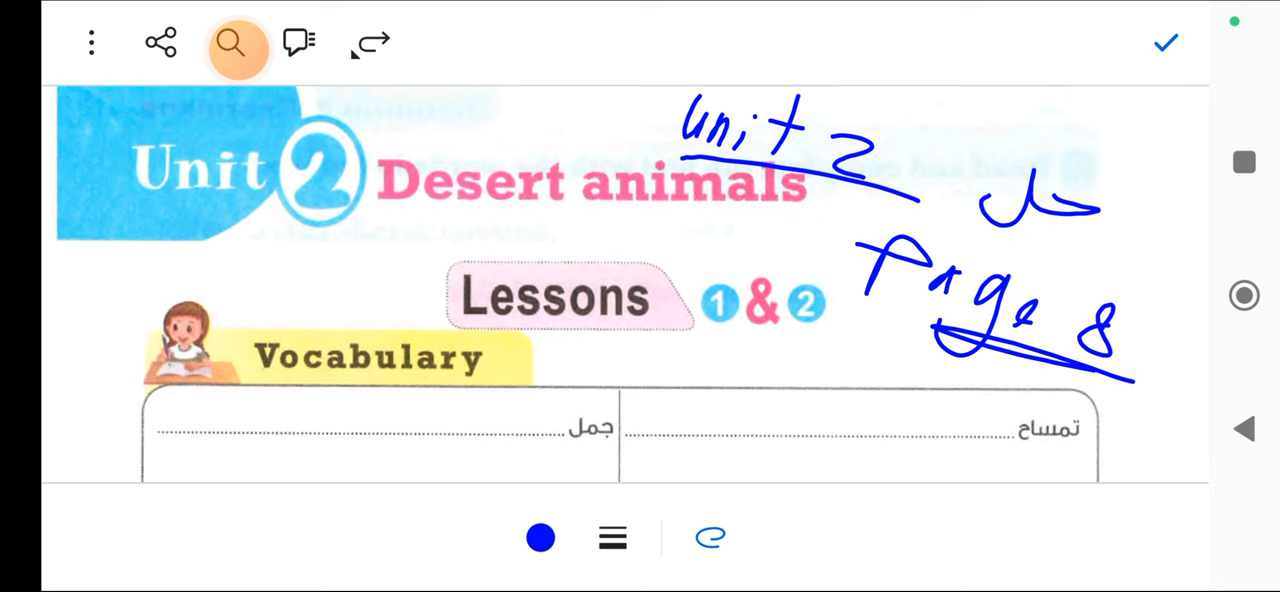 Unit 2 Desert animals
unit 2
حل
Page 8
Lessons 1 & 2
Vocabulary
تمساح ........................ جمل ........................